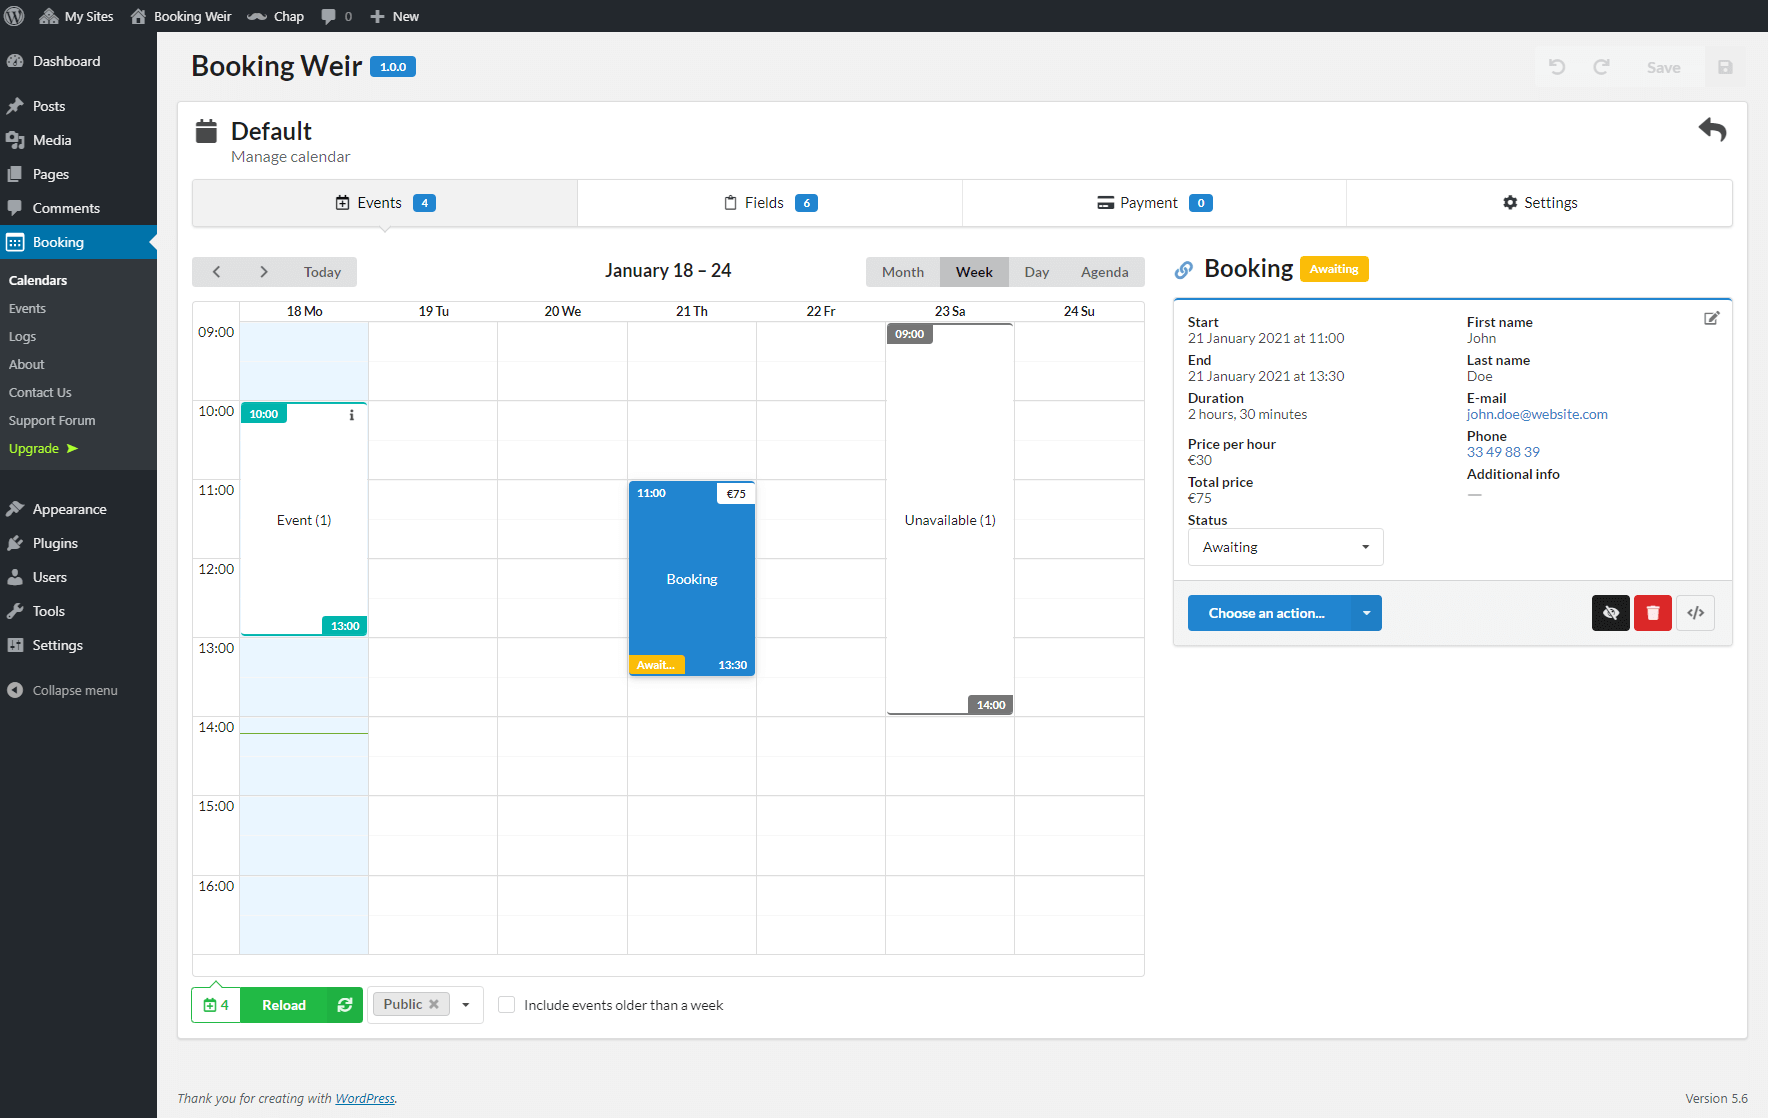 My Sites Booking Weir Chap 0 New
Dashboard
Posts
Media
Pages
Comments
Booking
Calendars
Events
Logs
About
Contact Us
Support Forum
Upgrade ➤
Appearance
Plugins
Users
Tools
Settings
Collapse menu
Booking Weir 1.0.0
Save
Default
Manage calendar
Events 4
Fields 6
Payment 0
Settings
Today
January 18 – 24
Month Week Day Agenda
18 Mo 19 Tu 20 We 21 Th 22 Fr 23 Sa 24 Su
09:00
10:00
11:00
12:00
13:00
14:00
15:00
16:00
10:00
Event (1)
13:00
11:00 €75
Booking
Await... 13:30
09:00
Unavailable (1)
14:00
4 Reload
Public
Include events older than a week
Booking Awaiting
Start
21 January 2021 at 11:00
End
21 January 2021 at 13:30
Duration
2 hours, 30 minutes
Price per hour
€30
Total price
€75
Status
Awaiting
First name
John
Last name
Doe
E-mail
john.doe@website.com
Phone
33 49 88 39
Additional info
—
Choose an action...
Thank you for creating with WordPress.
Version 5.6